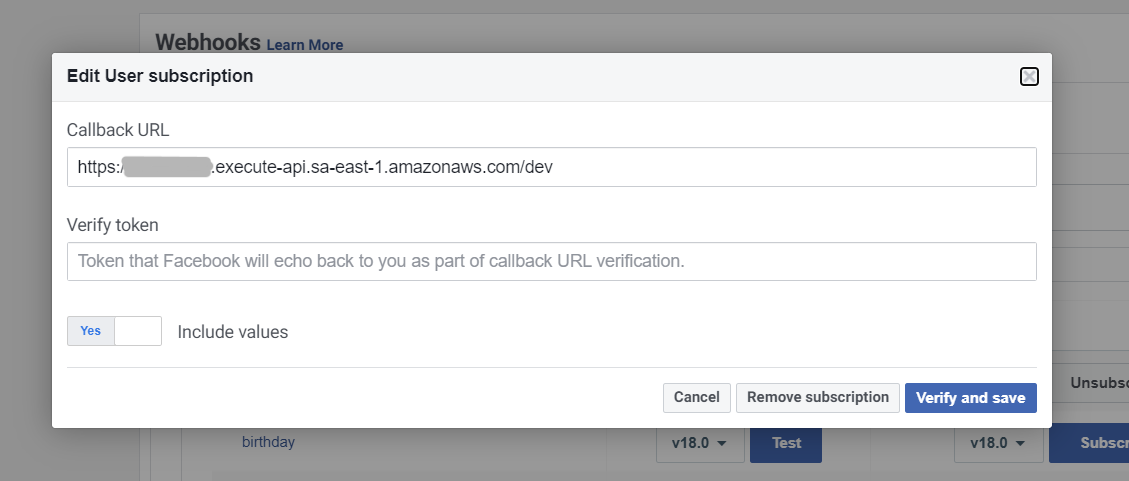 Webhooks Learn More
Edit User subscription
Callback URL
https:/ .execute-api.sa-east-1.amazonaws.com/dev
Verify token
Token that Facebook will echo back to you as part of callback URL verification.
Yes Include values
Cancel Remove subscription Verify and save
Unsubsc
birthday v18.0 Test v18.0 Subscr